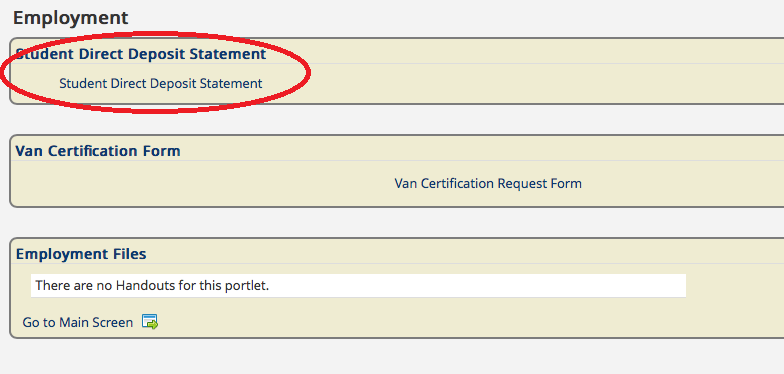 Employment
Student Direct Deposit Statement
Student Direct Deposit Statement
Van Certification Form
Van Certification Request Form
Employment Files
There are no Handouts for this portlet.
Go to Main Screen